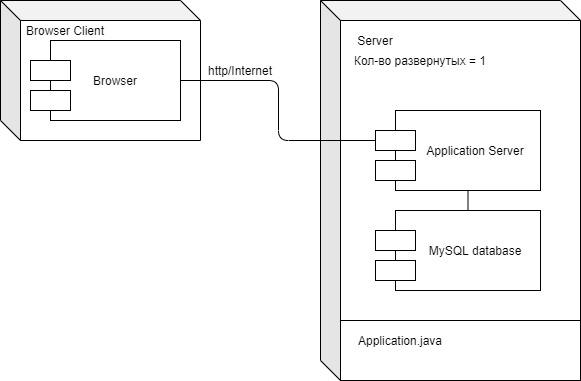 Browser Client
Browser
http/Internet
Server
Кол-во развернутых = 1
Application Server
MySQL database
Application.java